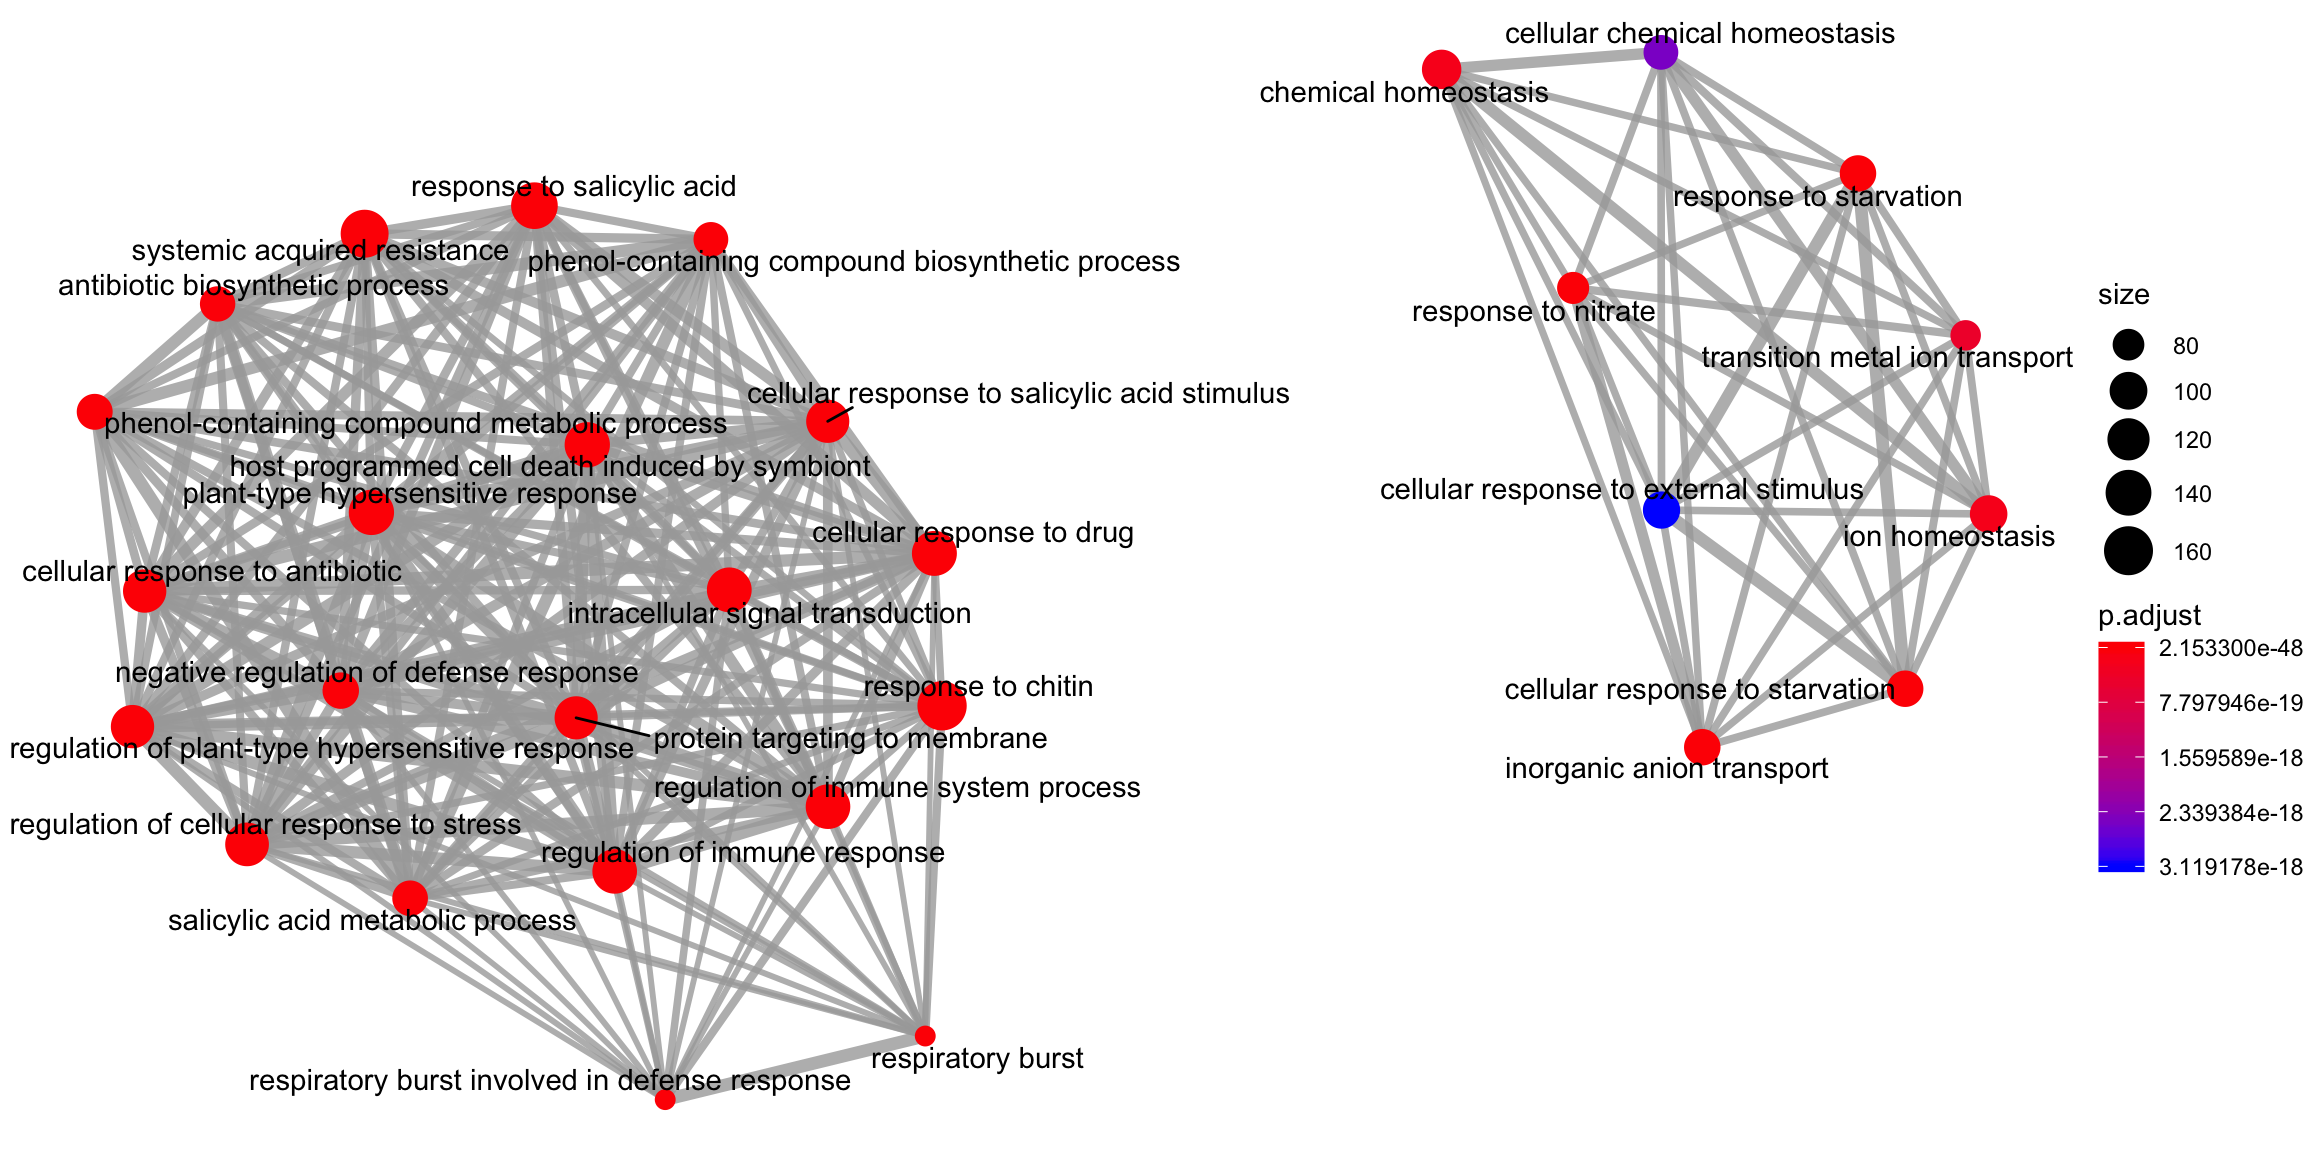 cellular chemical homeostasis
chemical homeostasis
response to salicylic acid
response to starvation
systemic acquired resistance
phenol-containing compound biosynthetic process
antibiotic biosynthetic process
response to nitrate
transition metal ion transport
cellular response to salicylic acid stimulus
phenol-containing compound metabolic process
host programmed cell death induced by symbiont
plant-type hypersensitive response
cellular response to external stimulus
cellular response to drug
ion homeostasis
cellular response to antibiotic
intracellular signal transduction
negative regulation of defense response
response to chitin
cellular response to starvation
regulation of plant-type hypersensitive response
protein targeting to membrane
inorganic anion transport
regulation of immune system process
regulation of cellular response to stress
regulation of immune response
salicylic acid metabolic process
respiratory burst
respiratory burst involved in defense response
size
80
100
120
140
160
p.adjust
2.153300e-48
7.797946e-19
1.559589e-18
2.339384e-18
3.119178e-18